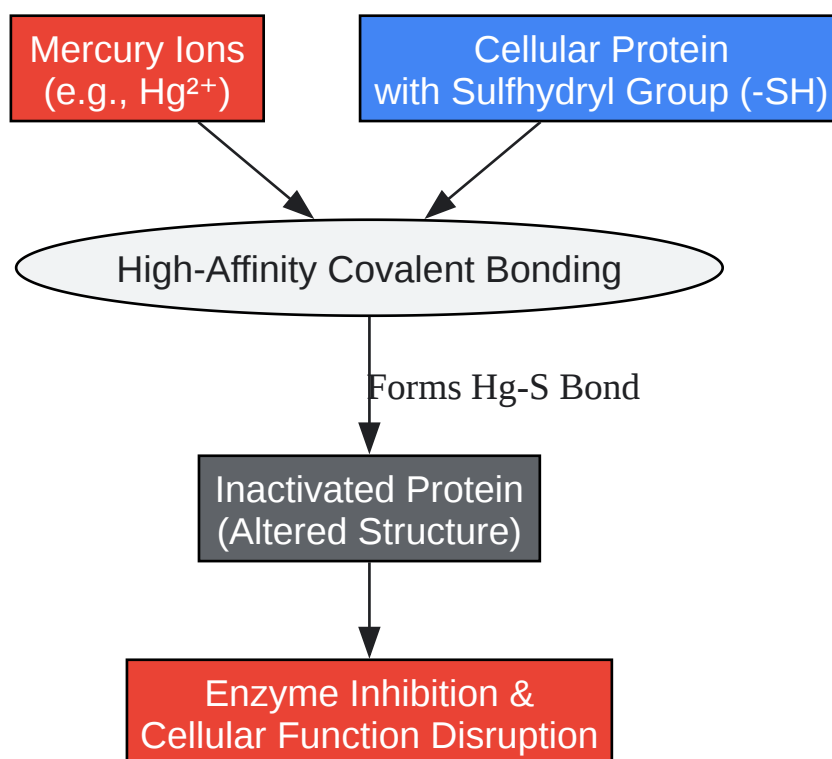 Mercury Ions
(e.g., Hg²⁺)
Cellular Protein
with Sulfhydryl Group (-SH)
High-Affinity Covalent Bonding
Forms Hg-S Bond
Inactivated Protein
(Altered Structure)
Enzyme Inhibition &
Cellular Function Disruption